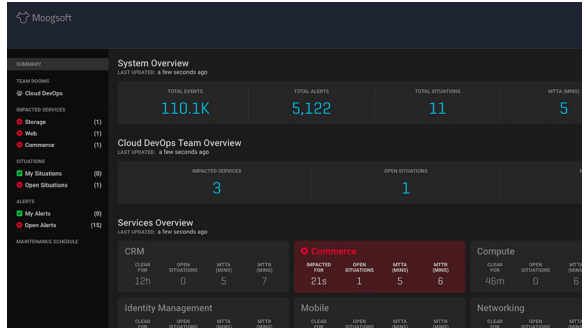 Moogsoft
SUMMARY
TEAM ROOMS
Cloud DevOps
IMPACTED SERVICES
Storage (1)
Web (1)
Commerce (1)
SITUATIONS
My Situations (0)
Open Situations (1)
ALERTS
My Alerts (0)
Open Alerts (15)
MAINTENANCE SCHEDULE
System Overview
LAST UPDATED: a few seconds ago
TOTAL EVENTS TOTAL ALERTS TOTAL SITUATIONS MTTA (MINS)
110.1K 5,122 11 5
Cloud DevOps Team Overview
LAST UPDATED: a few seconds ago
IMPACTED SERVICES OPEN SITUATIONS
3 1
Services Overview
LAST UPDATED: a few seconds ago
CRM Commerce Compute
CLEAR FOR OPEN SITUATIONS MTTA (MINS) MTTR (MINS) IMPACTED FOR OPEN SITUATIONS MTTA (MINS) MTTR (MINS) CLEAR FOR OPEN SITUATIONS MTTA (MINS)
12h 0 5 7 21s 1 5 6 46m 0 6
Identity Management Mobile Networking
CLEAR FOR OPEN SITUATIONS MTTA (MINS) MTTR (MINS) CLEAR FOR OPEN SITUATIONS MTTA (MINS) MTTR (MINS) CLEAR FOR OPEN SITUATIONS MTTA (MINS)